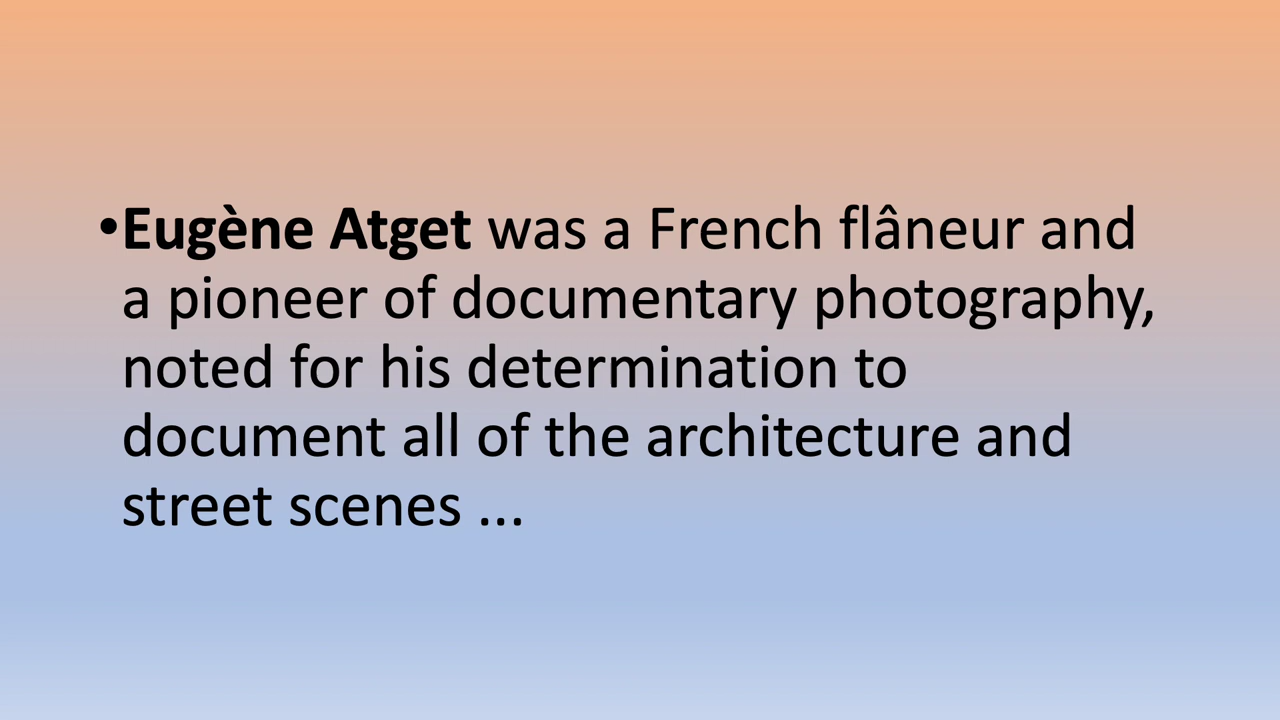 •Eugène Atget was a French flâneur and
a pioneer of documentary photography,
noted for his determination to
document all of the architecture and
street scenes ...